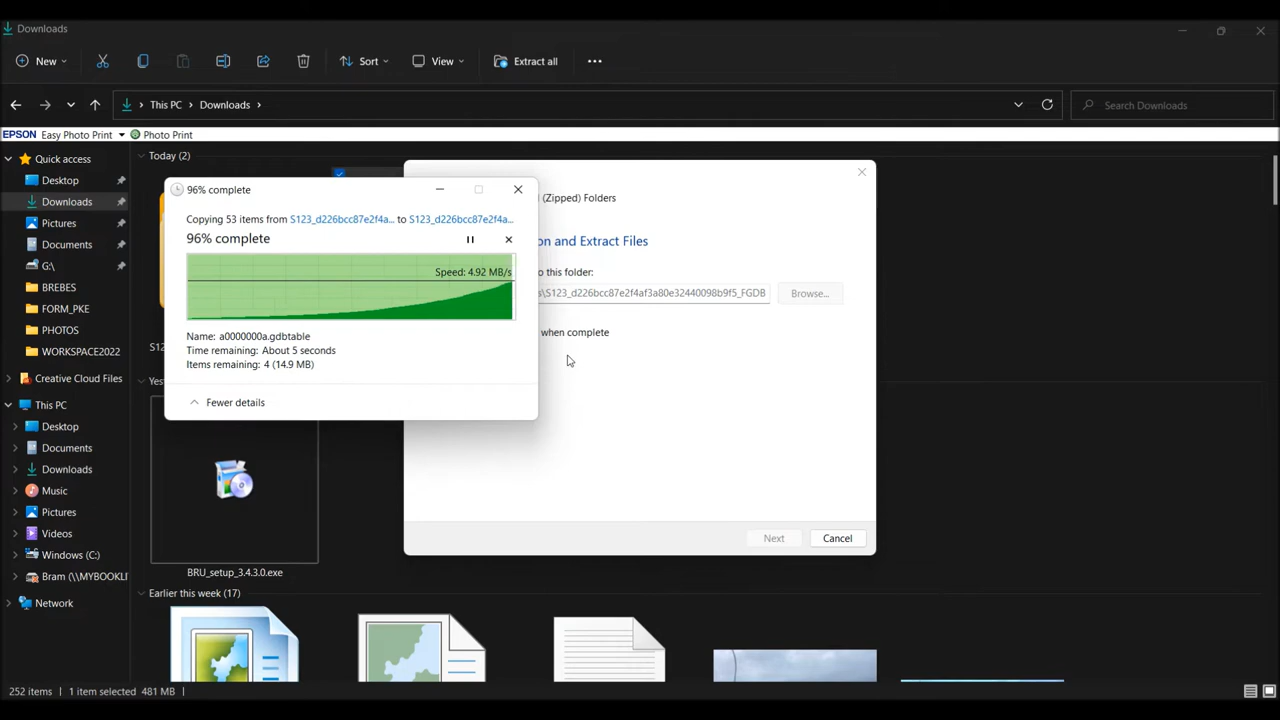 Downloads
New
Sort
View
Extract all
This PC
Downloads
Search Downloads
EPSON Easy Photo Print
Photo Print
Quick access
Desktop
Downloads
Pictures
Documents
G:\
BREBES
FORM_PKE
PHOTOS
WORKSPACE2022
Creative Cloud Files
This PC
Desktop
Documents
Downloads
Music
Pictures
Videos
Windows (C:)
Bram (\\MYBOOKLI
Network
Today (2)
S12
Yes
BRU_setup_3.4.3.0.exe
Earlier this week (17)
96% complete
Copying 53 items from S123_d226bcc87e2f4a... to S123_d226bcc87e2f4a...
96% complete
Speed: 4.92 MB/s
Name: a0000000a.gdbtable
Time remaining: About 5 seconds
Items remaining: 4 (14.9 MB)
Fewer details
(Zipped) Folders
on and Extract Files
o this folder:
s\S123_d226bcc87e2f4af3a80e32440098b9f5_FGDB
Browse...
when complete
Next
Cancel
252 items
1 item selected 481 MB